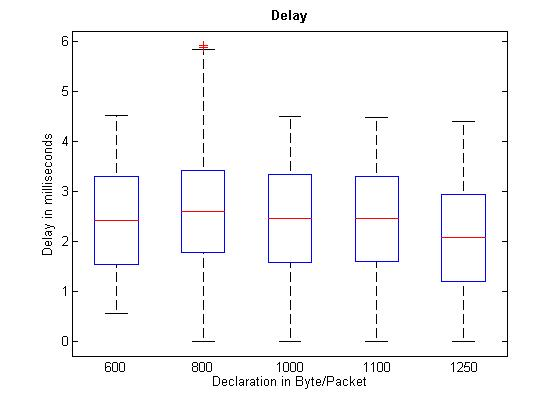 Delay
6
5
4
3
2
1
0
Delay in milliseconds
600 800 1000 1100 1250
Declaration in Byte/Packet